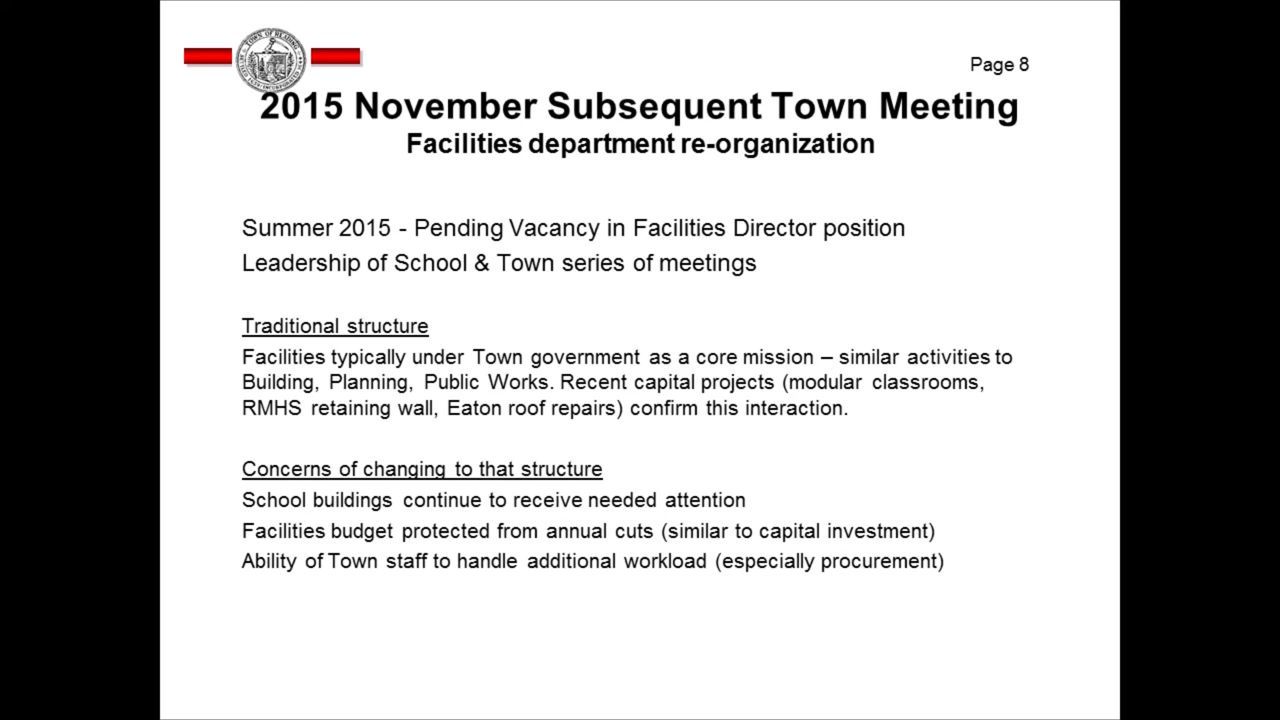 Page 8
2015 November Subsequent Town Meeting
Facilities department re-organization
Summer 2015 - Pending Vacancy in Facilities Director position
Leadership of School & Town series of meetings
Traditional structure
Facilities typically under Town government as a core mission – similar activities to
Building, Planning, Public Works. Recent capital projects (modular classrooms,
RMHS retaining wall, Eaton roof repairs) confirm this interaction.
Concerns of changing to that structure
School buildings continue to receive needed attention
Facilities budget protected from annual cuts (similar to capital investment)
Ability of Town staff to handle additional workload (especially procurement)